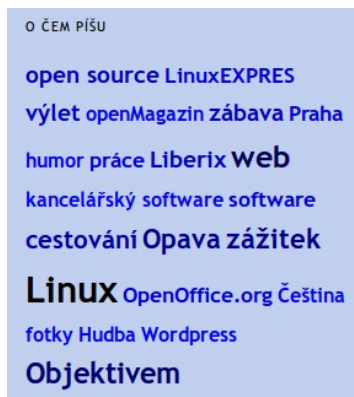 O ČEM PÍŠU
open source LinuxEXPRES
výlet openMagazin zábava Praha
humor práce Liberix web
kancelářský software software
cestování Opava zážitek
Linux OpenOffice.org Čeština
fotky Hudba Wordpress
Objektivem